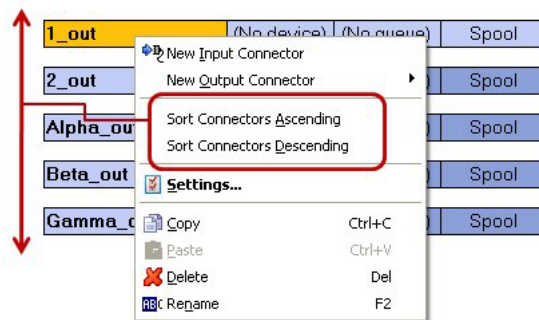 1_out (No device) (No queue) Spool
New Input Connector
New Output Connector
2_out Spool
Sort Connectors Ascending
Alpha_out Spool
Sort Connectors Descending
Beta_out Spool
Settings...
Copy Ctrl+C
Spool
Paste Ctrl+V
Delete Del
Rename F2